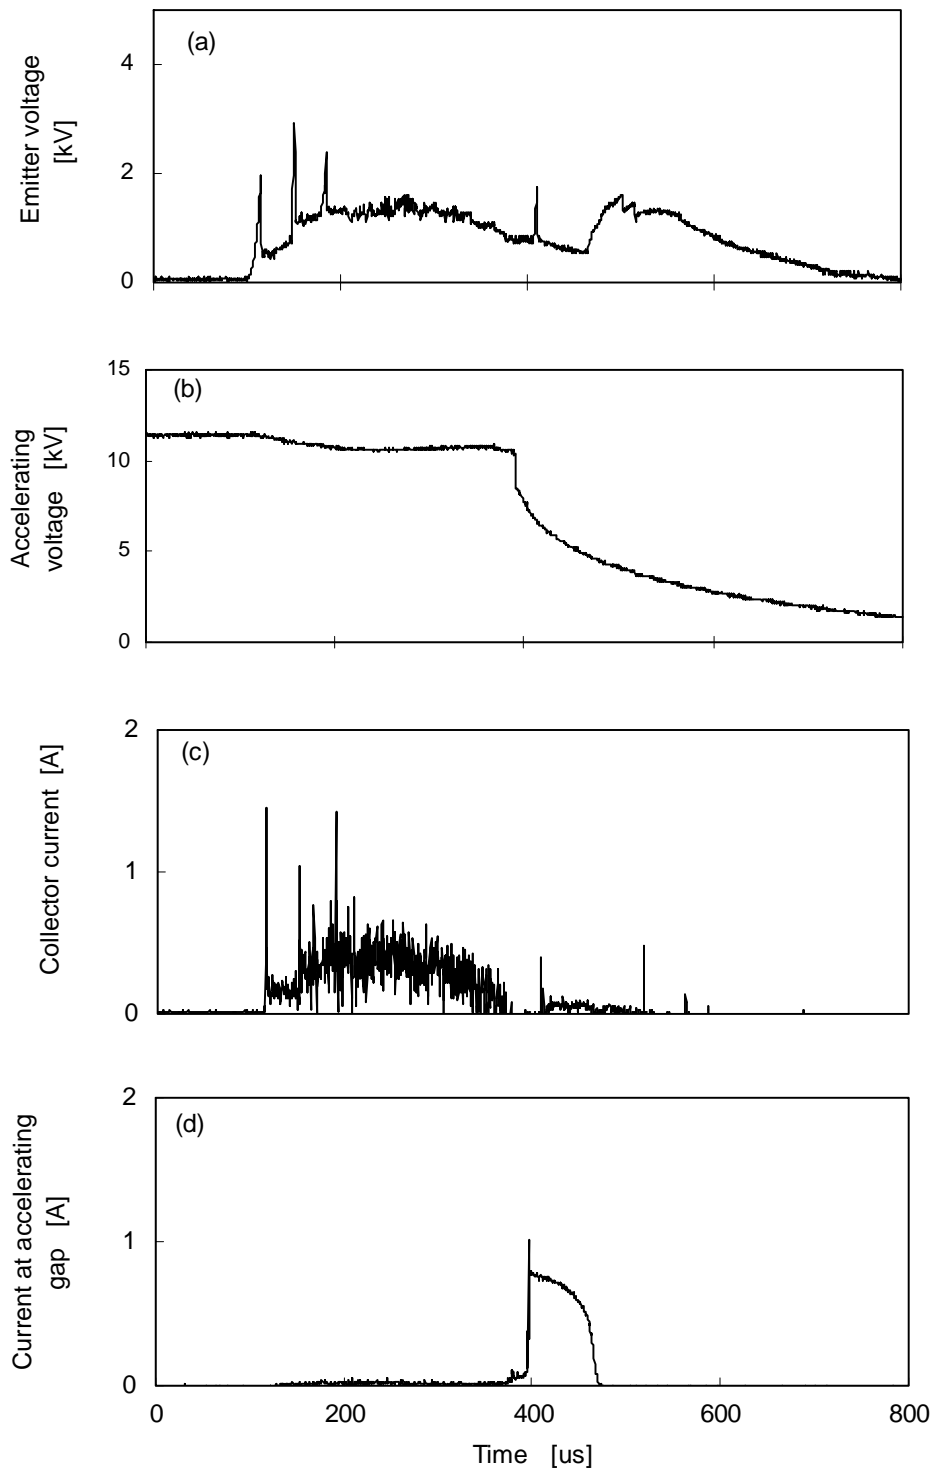 (a)
Emitter voltage
[kV]
4
2
0
(b)
Accelerating
voltage [kV]
15
10
5
0
(c)
Collector current [A]
2
1
0
(d)
Current at accelerating
gap [A]
2
1
0
0 200 400 600 800
Time [us]